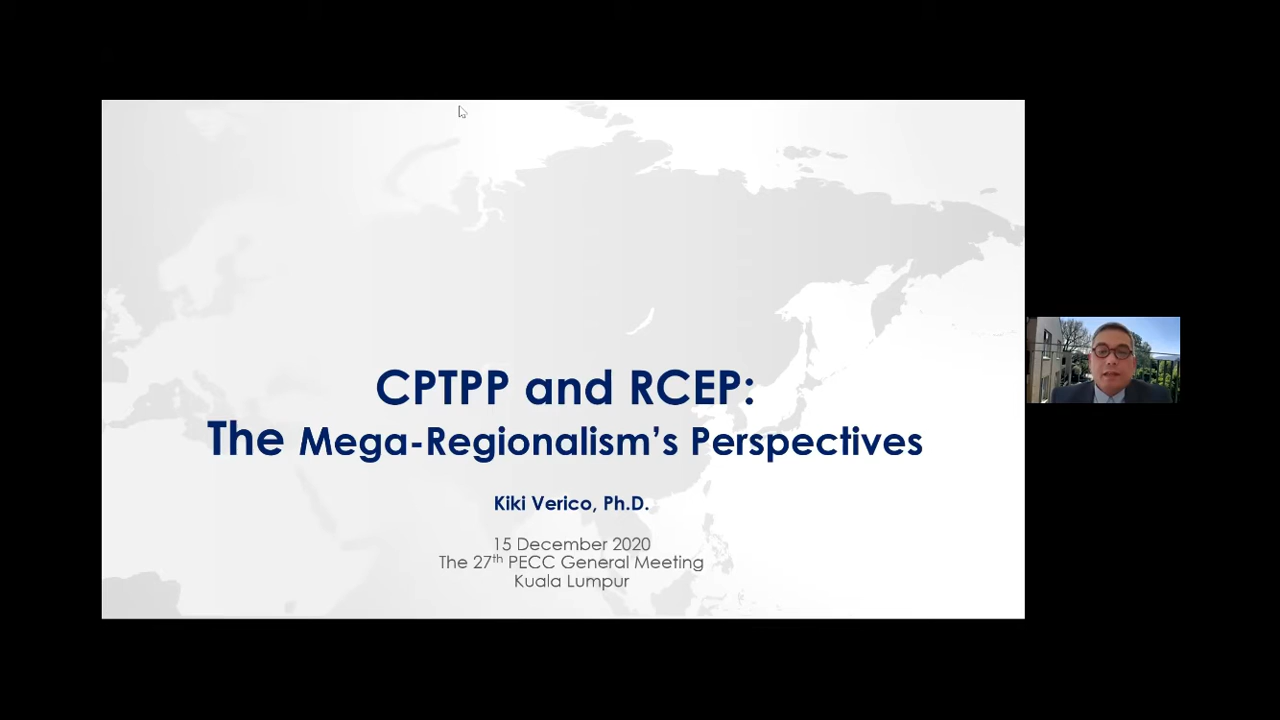 CPTPP and RCEP:
The Mega-Regionalism's Perspectives
Kiki Verico, Ph.D.
15 December 2020
The 27th PECC General Meeting
Kuala Lumpur